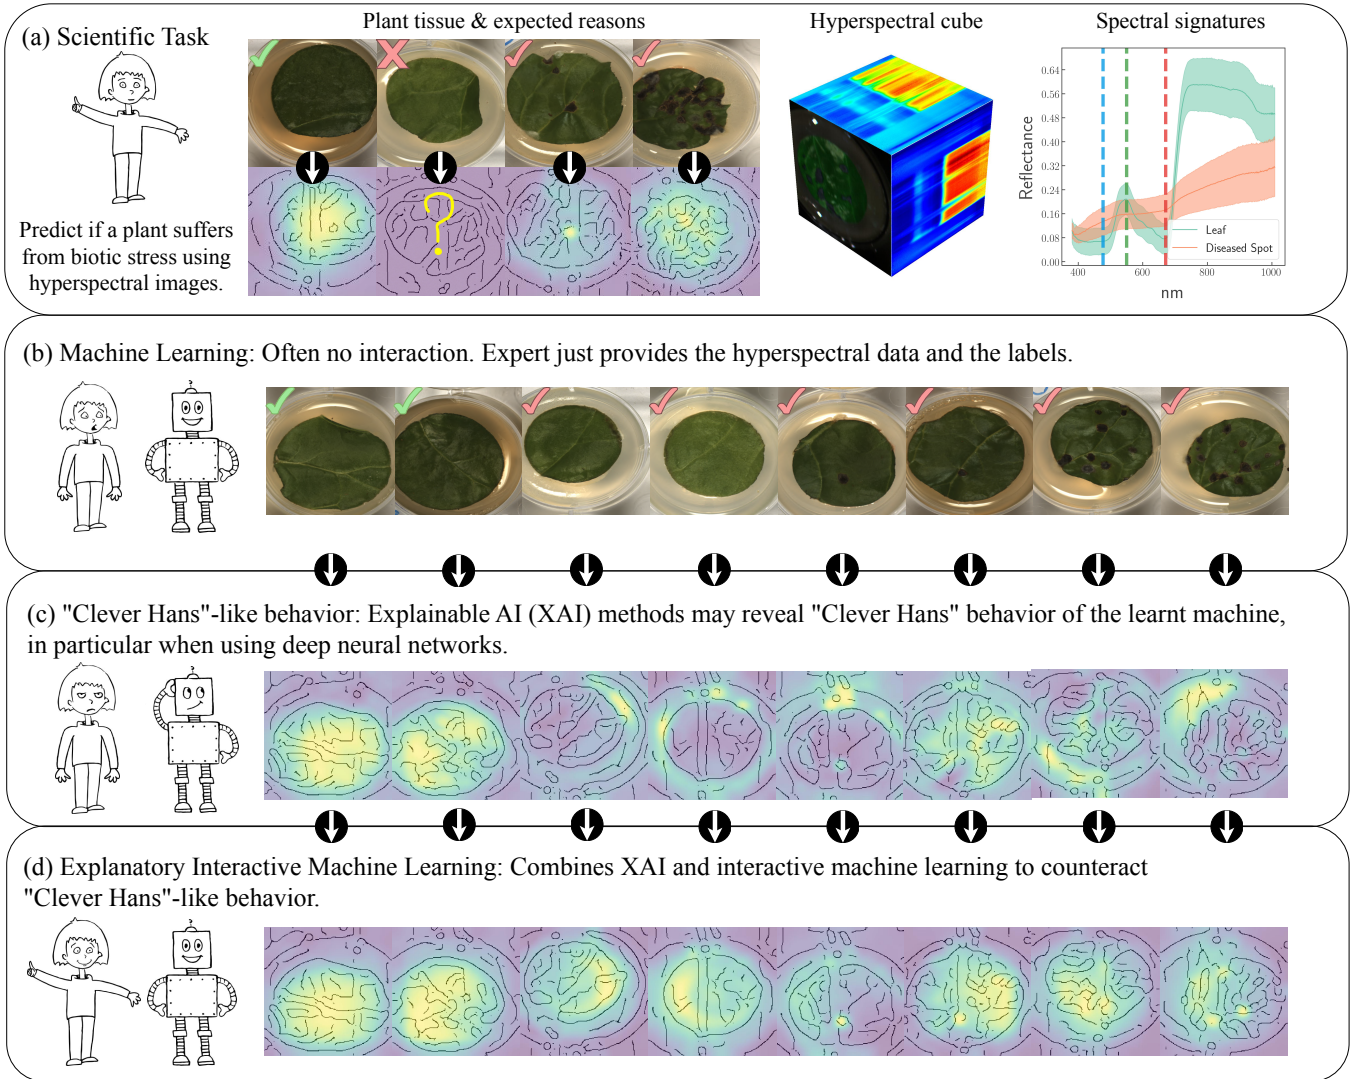 (a) Scientific Task
Plant tissue & expected reasons
Hyperspectral cube
Spectral signatures
Predict if a plant suffers
from biotic stress using
hyperspectral images.
?
Reflectance
0.64
0.56
0.48
0.40
0.32
0.24
0.16
0.08
0.00
Leaf
Diseased Spot
400
600
800
1000
nm
(b) Machine Learning: Often no interaction. Expert just provides the hyperspectral data and the labels.
?
(c) "Clever Hans"-like behavior: Explainable AI (XAI) methods may reveal "Clever Hans" behavior of the learnt machine,
in particular when using deep neural networks.
(d) Explanatory Interactive Machine Learning: Combines XAI and interactive machine learning to counteract
"Clever Hans"-like behavior.
?